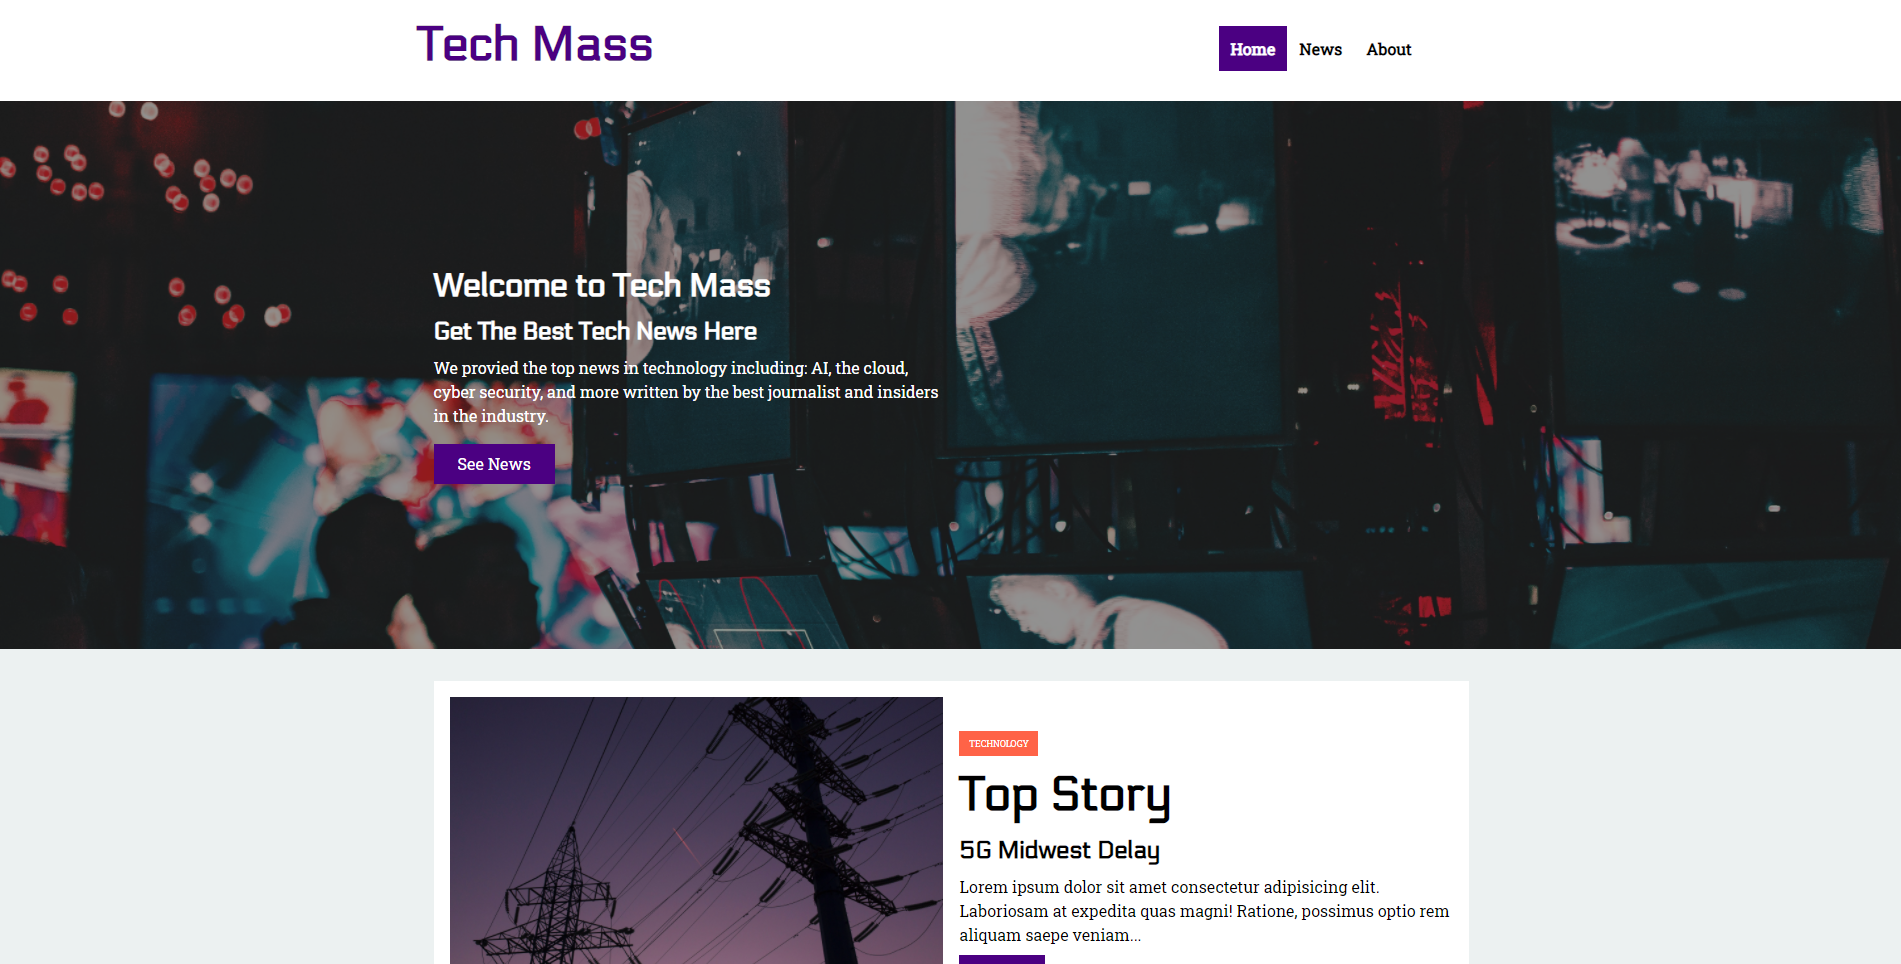 Tech Mass
Home News About
Welcome to Tech Mass
Get The Best Tech News Here
We provied the top news in technology including: AI, the cloud,
cyber security, and more written by the best journalist and insiders
in the industry.
See News
TECHNOLOGY
Top Story
5G Midwest Delay
Lorem ipsum dolor sit amet consectetur adipisicing elit.
Laboriosam at expedita quas magni! Ratione, possimus optio rem
aliquam saepe veniam...